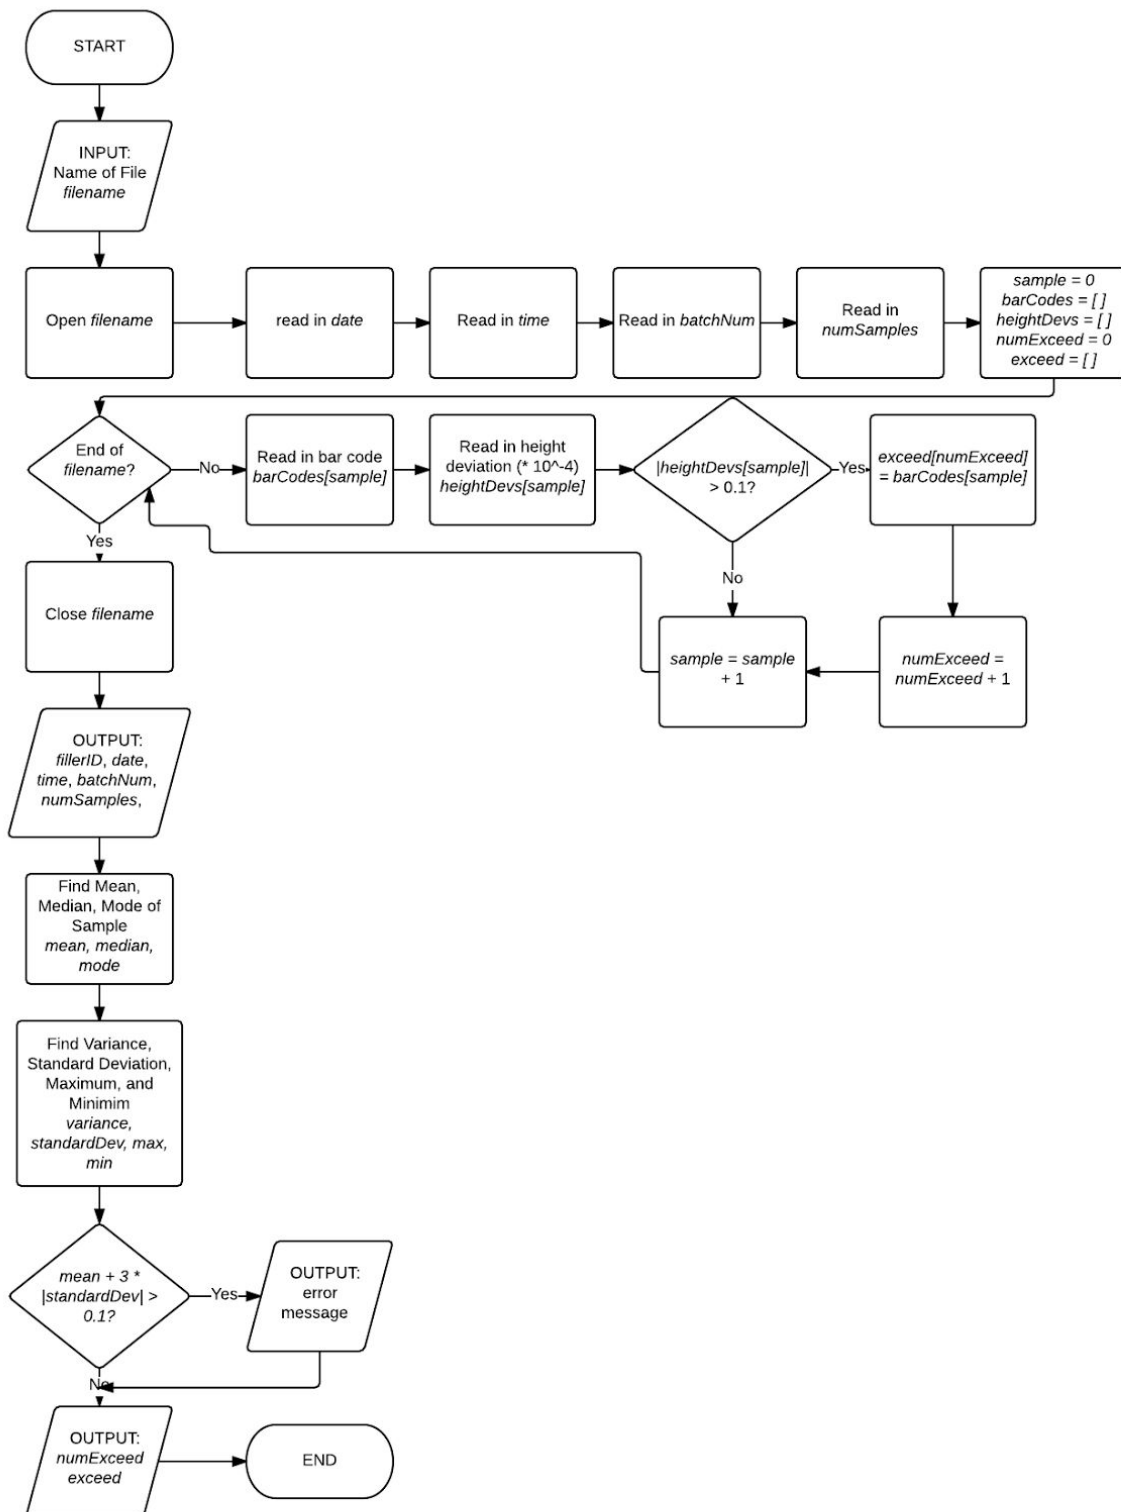 START
INPUT:
Name of File
filename
Open filename
read in date
Read in time
Read in batchNum
Read in
numSamples
sample = 0
barCodes = [ ]
heightDevs = [ ]
numExceed = 0
exceed = [ ]
End of
filename?
No
Read in bar code
barCodes[sample]
Read in height
deviation (* 10^-4)
heightDevs[sample]
|heightDevs[sample]|
> 0.1?
Yes
exceed[numExceed]
= barCodes[sample]
Yes
No
Close filename
sample = sample
+ 1
numExceed =
numExceed + 1
OUTPUT:
fillerID, date,
time, batchNum,
numSamples,
Find Mean,
Median, Mode of
Sample
mean, median,
mode
Find Variance,
Standard Deviation,
Maximum, and
Minimim
variance,
standardDev, max,
min
mean + 3 *
|standardDev| >
0.1?
Yes
OUTPUT:
error
message
No
OUTPUT:
numExceed
exceed
END